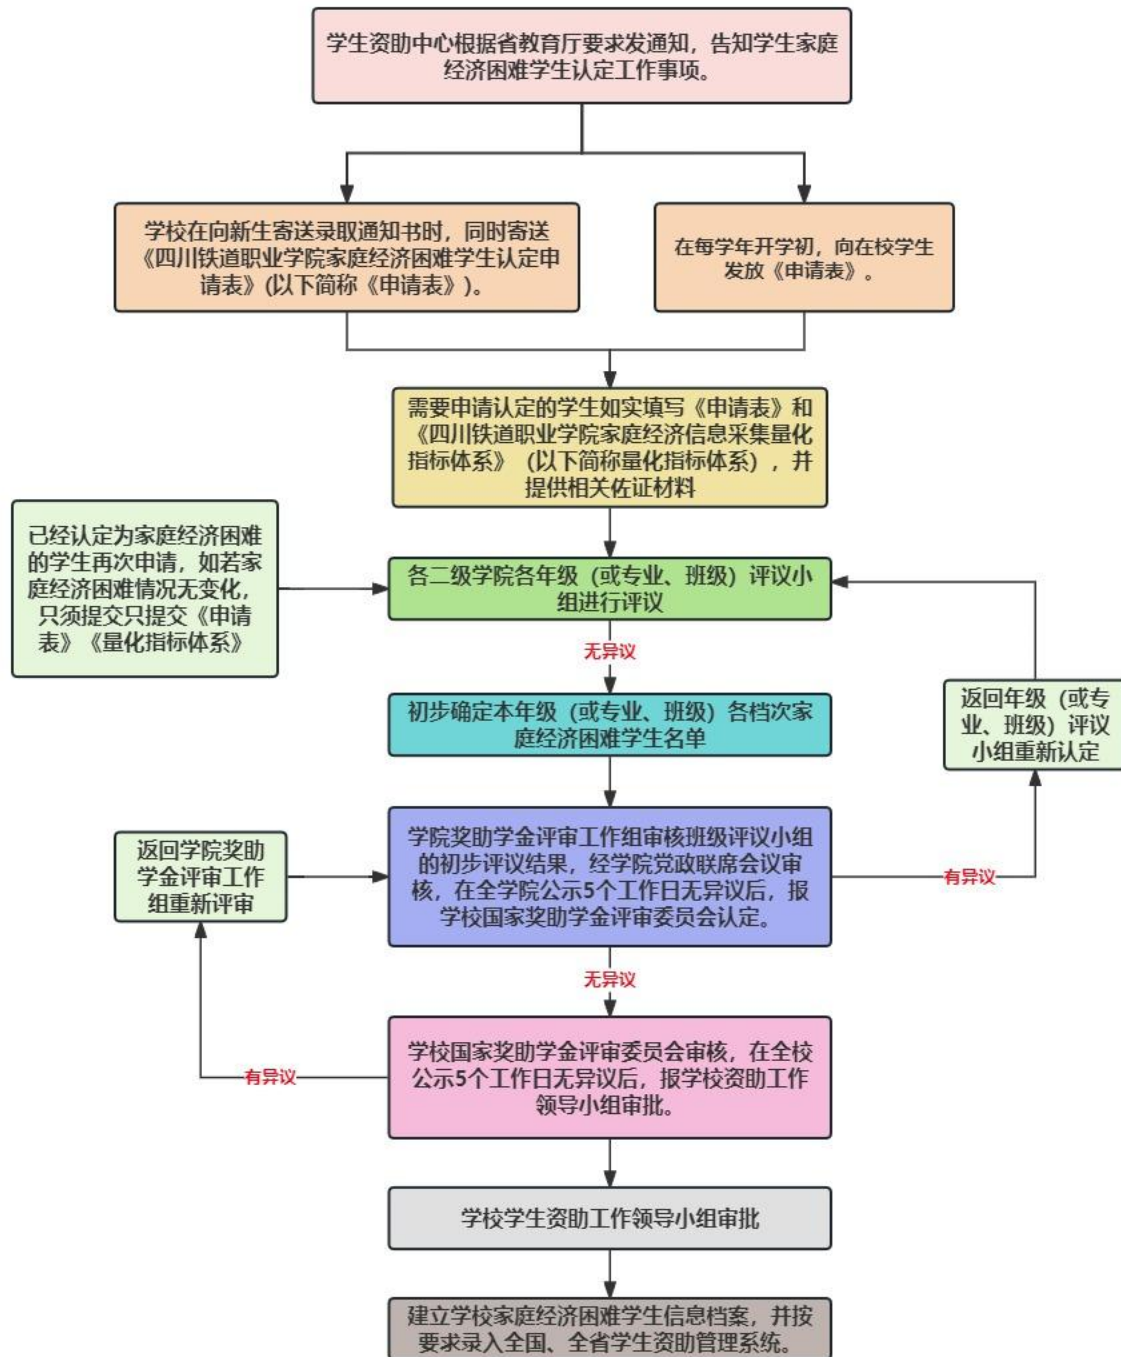 学生资助中心根据省教育厅要求发通知，告知学生家庭
经济困难学生认定工作事项。
学校在向新生寄送录取通知书时，同时寄送
《四川铁道职业学院家庭经济困难学生认定申
请表》(以下简称《申请表》)。
在每学年开学初，向在校学生
发放《申请表》。
需要申请认定的学生如实填写《申请表》和
《四川铁道职业学院家庭经济信息采集量化
指标体系》（以下简称量化指标体系），并
提供相关佐证材料
已经认定为家庭经济困难
的学生再次申请，如若家
庭经济困难情况无变化，
只须提交只提交《申请
表》《量化指标体系》
各二级学院各年级（或专业、班级）评议小
组进行评议
无异议
初步确定本年级（或专业、班级）各档次家
庭经济困难学生名单
返回年级（或专
业、班级）评议
小组重新认定
返回学院奖助
学金评审工作
组重新评审
学院奖助学金评审工作组审核班级评议小组
的初步评议结果，经学院党政联席会议审
核，在全学院公示5个工作日无异议后，报
学校国家奖助学金评审委员会认定。
有异议
无异议
学校国家奖助学金评审委员会审核，在全校
公示5个工作日无异议后，报学校资助工作
领导小组审批。
有异议
学校学生资助工作领导小组审批
建立学校家庭经济困难学生信息档案，并按
要求录入全国、全省学生资助管理系统。